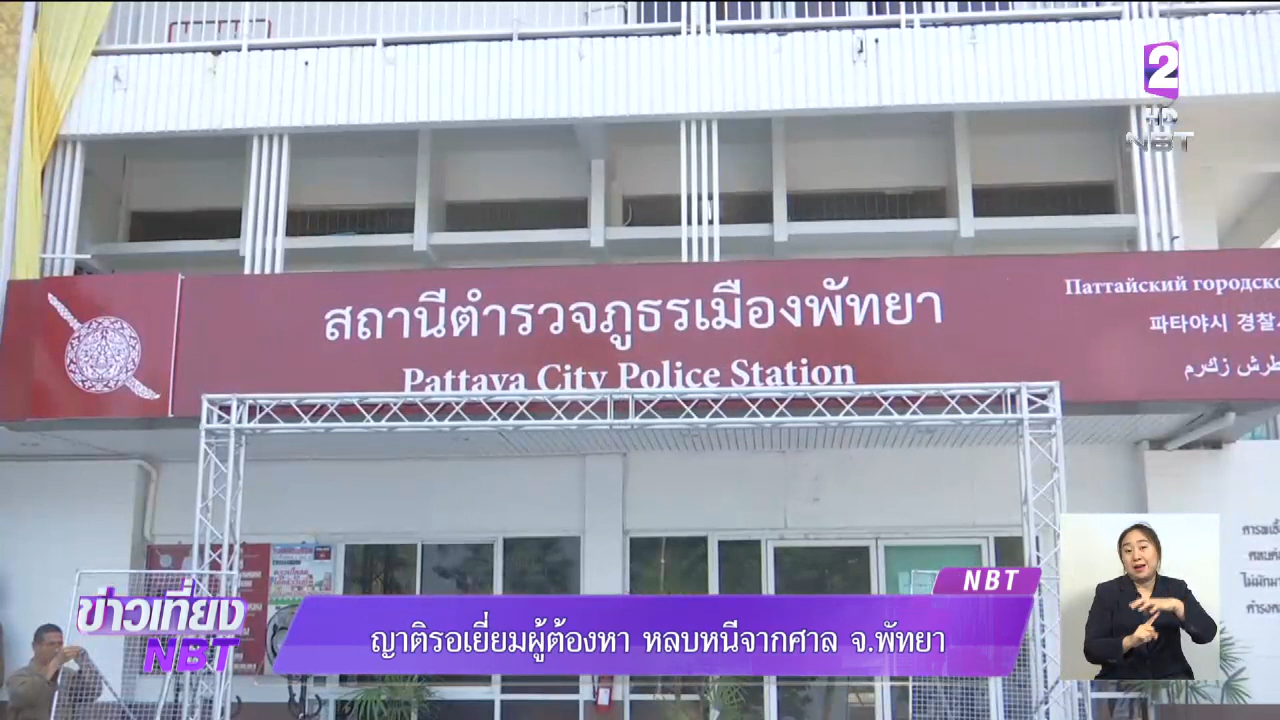 2
HD
NBT
สถานีตำรวจภูธรเมืองพัทยา
Pattaya City Police Station
Паттайский городско
파타야시 경찰
طرش زكرم
NBT
ข่าวเที่ยง
NBT
ญาติรอเยี่ยมผู้ต้องหา หลบหนีจากศาล จ.พัทยา